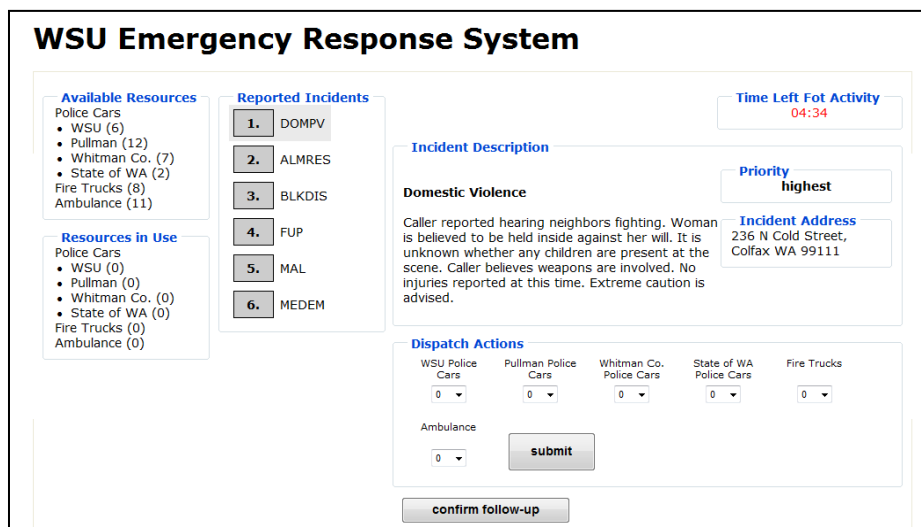 WSU Emergency Response System
Available Resources
Police Cars
• WSU (6)
• Pullman (12)
• Whitman Co. (7)
• State of WA (2)
Fire Trucks (8)
Ambulance (11)
Resources in Use
Police Cars
• WSU (0)
• Pullman (0)
• Whitman Co. (0)
• State of WA (0)
Fire Trucks (0)
Ambulance (0)
Reported Incidents
1. DOMPV
2. ALMRES
3. BLKDIS
4. FUP
5. MAL
6. MEDEM
Time Left Fot Activity
04:34
Incident Description
Domestic Violence
Caller reported hearing neighbors fighting. Woman
is believed to be held inside against her will. It is
unknown whether any children are present at the
scene. Caller believes weapons are involved. No
injuries reported at this time. Extreme caution is
advised.
Priority
highest
Incident Address
236 N Cold Street,
Colfax WA 99111
Dispatch Actions
WSU Police
Cars
0
Pullman Police
Cars
0
Whitman Co.
Police Cars
0
State of WA
Police Cars
0
Fire Trucks
0
Ambulance
0
submit
confirm follow-up